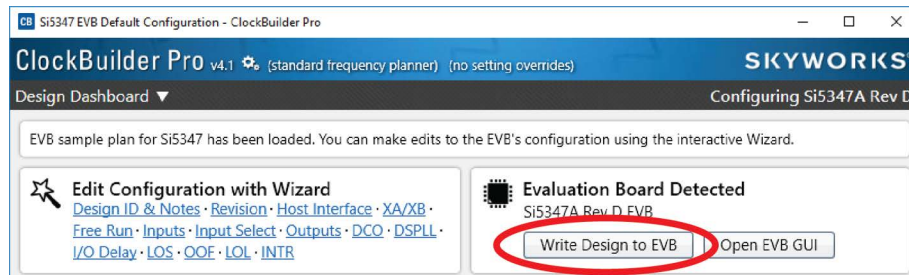 CB Si5347 EVB Default Configuration - ClockBuilder Pro
ClockBuilder Pro v4.1 (standard frequency planner) (no setting overrides) SKYWORKS
Design Dashboard ▼ Configuring Si5347A Rev D
EVB sample plan for Si5347 has been loaded. You can make edits to the EVB's configuration using the interactive Wizard.
Edit Configuration with Wizard
Design ID & Notes · Revision · Host Interface · XA/XB ·
Free Run · Inputs · Input Select · Outputs · DCO · DSPLL ·
I/O Delay · LOS · OOF · LOL · INTR
Evaluation Board Detected
Si5347A Rev D EVB
Write Design to EVB Open EVB GUI